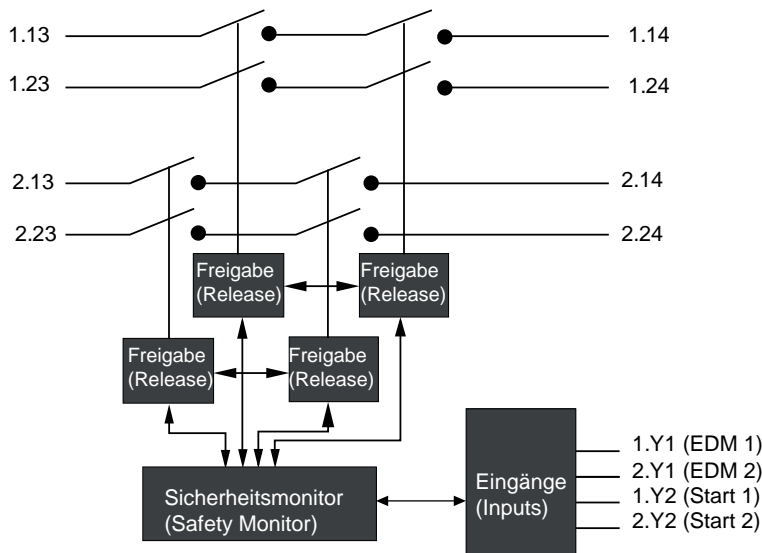 1.13
1.14
1.23
1.24
2.13
2.14
2.23
2.24
Freigabe
(Release)
Freigabe
(Release)
Freigabe
(Release)
Freigabe
(Release)
Sicherheitsmonitor
(Safety Monitor)
Eingänge
(Inputs)
1.Y1 (EDM 1)
2.Y1 (EDM 2)
1.Y2 (Start 1)
2.Y2 (Start 2)